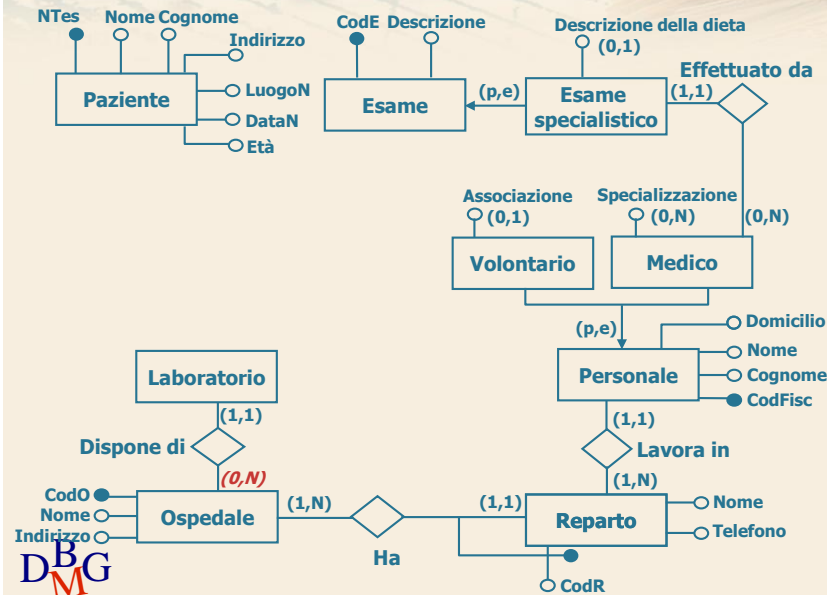 NTes Nome Cognome
Indirizzo
LuogoN
DataN
Età
Paziente
CodE Descrizione
Esame
(p,e)
Descrizione della dieta
(0,1)
Esame
specialistico
(1,1)
Effettuato da
(0,N)
Associazione
(0,1)
Volontario
Specializzazione
(0,N)
Medico
(p,e)
Domicilio
Nome
Cognome
CodFisc
Personale
(1,1)
Lavora in
(1,N)
Laboratorio
(1,1)
Dispone di
(0,N)
CodO
Nome
Indirizzo
Ospedale
(1,N)
Ha
(1,1)
Reparto
Nome
Telefono
CodR
DBMG